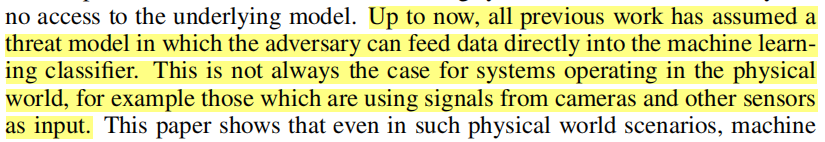 no access to the underlying model. Up to now, all previous work has assumed a
threat model in which the adversary can feed data directly into the machine learn-
ing classifier. This is not always the case for systems operating in the physical
world, for example those which are using signals from cameras and other sensors
as input. This paper shows that even in such physical world scenarios, machine